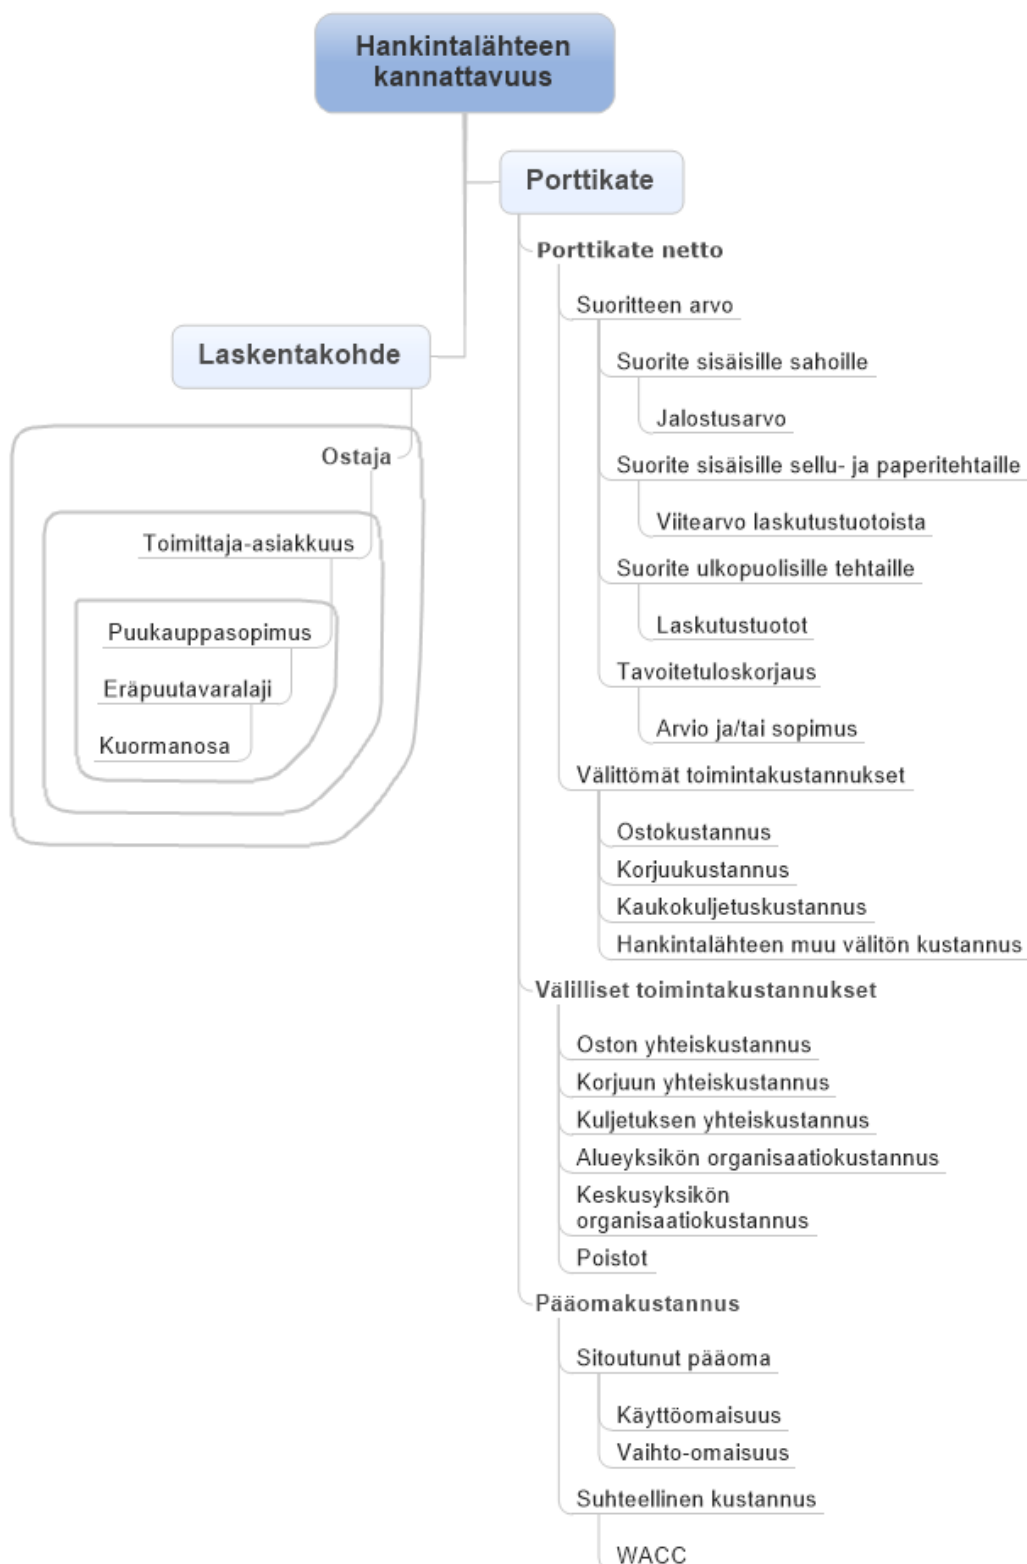 Hankintalähteen
kannattavuus
Porttikate
Porttikate netto
Suoritteen arvo
Suorite sisäisille sahoille
Jalostusarvo
Suorite sisäisille sellu- ja paperitehtaille
Viitearvo laskutustuotoista
Suorite ulkopuolisille tehtaille
Laskutustuotot
Tavoitetuloskorjaus
Arvio ja/tai sopimus
Välittömät toimintakustannukset
Ostokustannus
Korjuukustannus
Kaukokuljetuskustannus
Hankintalähteen muu välitön kustannus
Välilliset toimintakustannukset
Oston yhteiskustannus
Korjuun yhteiskustannus
Kuljetuksen yhteiskustannus
Alueyksikön organisaatiokustannus
Keskusyksikön
organisaatiokustannus
Poistot
Pääomakustannus
Sitoutunut pääoma
Käyttöomaisuus
Vaihto-omaisuus
Suhteellinen kustannus
WACC
Laskentakohde
Ostaja
Toimittaja-asiakkuus
Puukauppasopimus
Eräpuutavaralaji
Kuormanosa